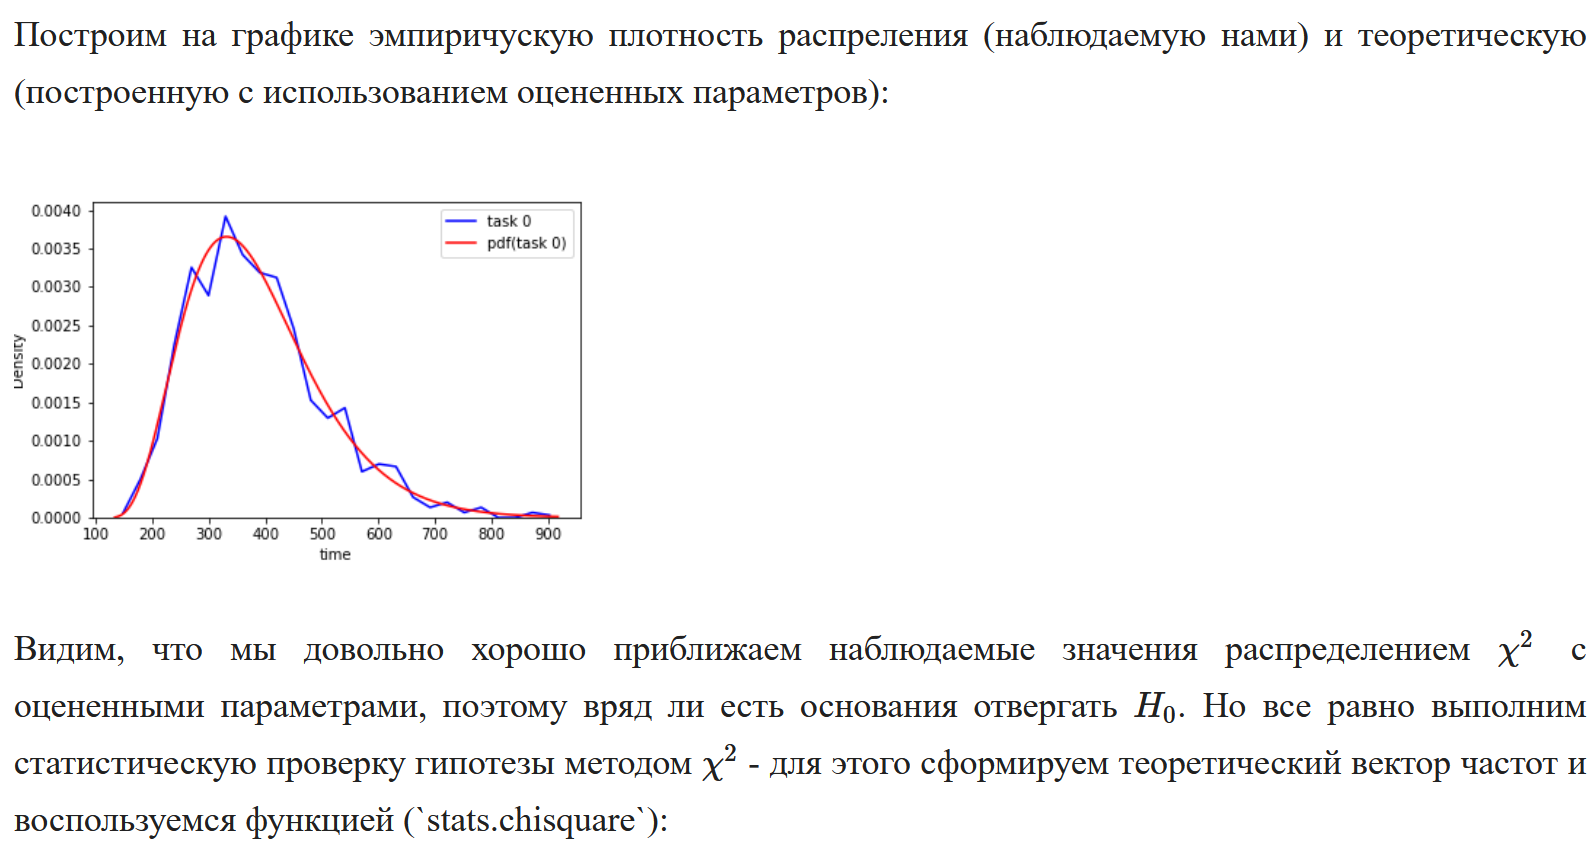 Построим на графике эмпиричускую плотность распреления (наблюдаемую нами) и теоретическую
(построенную с использованием оцененных параметров):
0.0040
0.0035
0.0030
0.0025
0.0020
0.0015
0.0010
0.0005
0.0000
Density
task 0
pdf(task 0)
100 200 300 400 500 600 700 800 900
time
Видим, что мы довольно хорошо приближаем наблюдаемые значения распределением χ² с
оцененными параметрами, поэтому вряд ли есть основания отвергать H₀. Но все равно выполним
статистическую проверку гипотезы методом χ² - для этого сформируем теоретический вектор частот и
воспользуемся функцией (`stats.chisquare`):